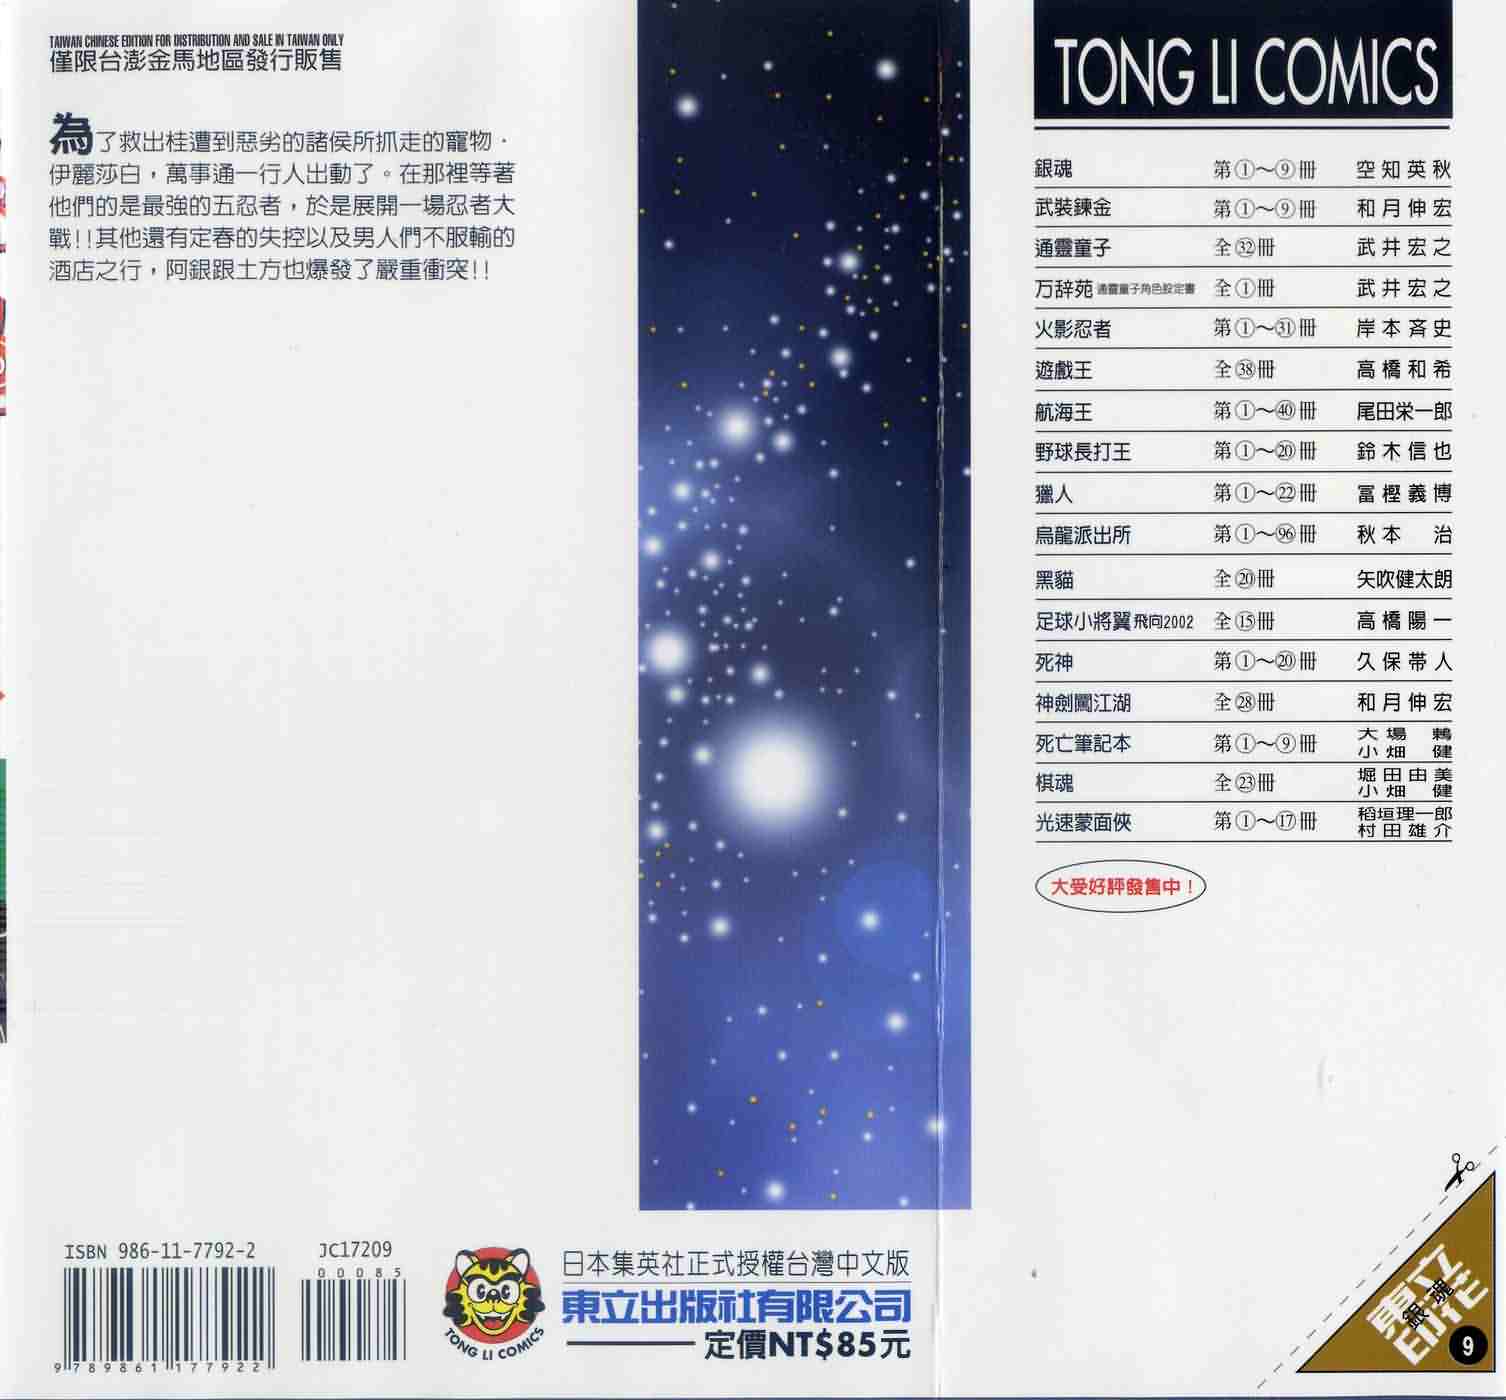 TAIWAN CHINESE EDITION FOR DISTRIBUTION AND SALE IN TAIWAN ONLY
僅限台澎金馬地區發行販售
為了救出桂遭到惡劣的諸侯所抓走的寵物．
伊麗莎白，萬事通一行人出動了。在那裡等著
他們的是最強的五忍者，於是展開一場忍者大
戰!!其他還有定春的失控以及男人們不服輸的
酒店之行，阿銀跟土方也爆發了嚴重衝突!!
ISBN 986-11-7792-2
9789861177922
JC17209
00085
TONG LI COMICS
日本集英社正式授權台灣中文版
東立出版社有限公司
定價NT$85元
TONG LI COMICS
銀魂 第①～⑨冊 空知英秋
武裝鍊金 第①～⑨冊 和月伸宏
通靈童子 全㉜冊 武井宏之
万辞苑 通靈童子角色設定書 全①冊 武井宏之
火影忍者 第①～㉛冊 岸本斉史
遊戲王 全㊳冊 高橋和希
航海王 第①～㊵冊 尾田栄一郎
野球長打王 第①～⑳冊 鈴木信也
獵人 第①～㉒冊 冨樫義博
烏龍派出所 第①～96冊 秋本 治
黑貓 全⑳冊 矢吹健太朗
足球小將翼 飛向2002 全⑮冊 高橋陽一
死神 第①～⑳冊 久保帯人
神劍闖江湖 全㉘冊 和月伸宏
死亡筆記本 第①～⑨冊 大場 鶇
小畑 健
棋魂 全㉓冊 堀田由美
小畑 健
光速蒙面俠 第①～⑰冊 稻垣理一郎
村田雄介
大受好評發售中！
東立
印花
銀魂
9